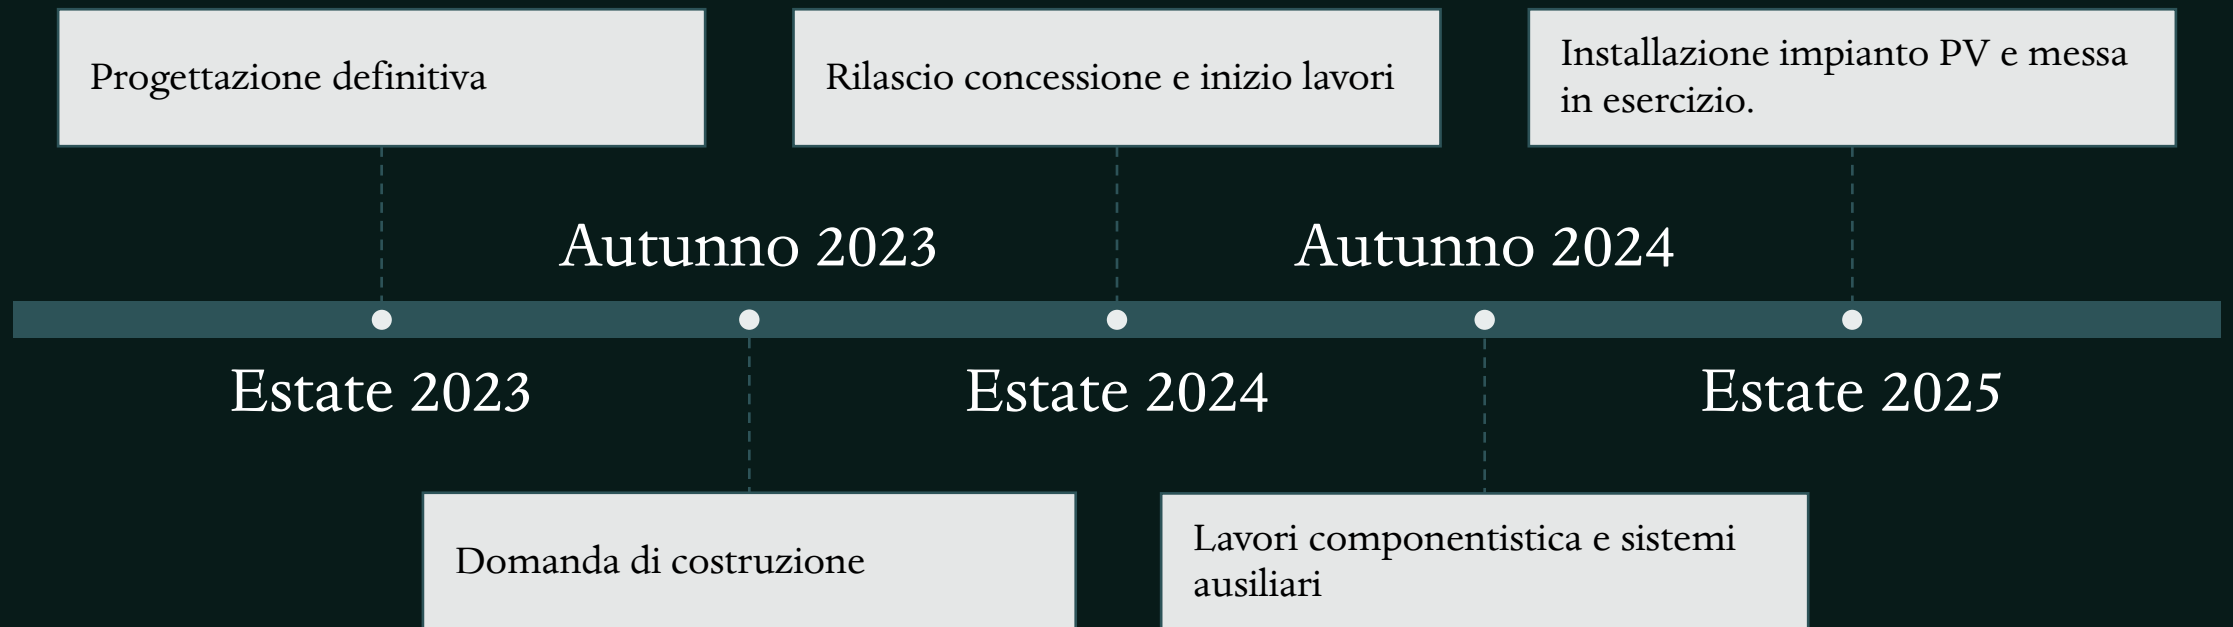 Progettazione definitiva
Rilascio concessione e inizio lavori
Installazione impianto PV e messa
in esercizio.
Autunno 2023
Autunno 2024
Estate 2023
Estate 2024
Estate 2025
Domanda di costruzione
Lavori componentistica e sistemi
ausiliari